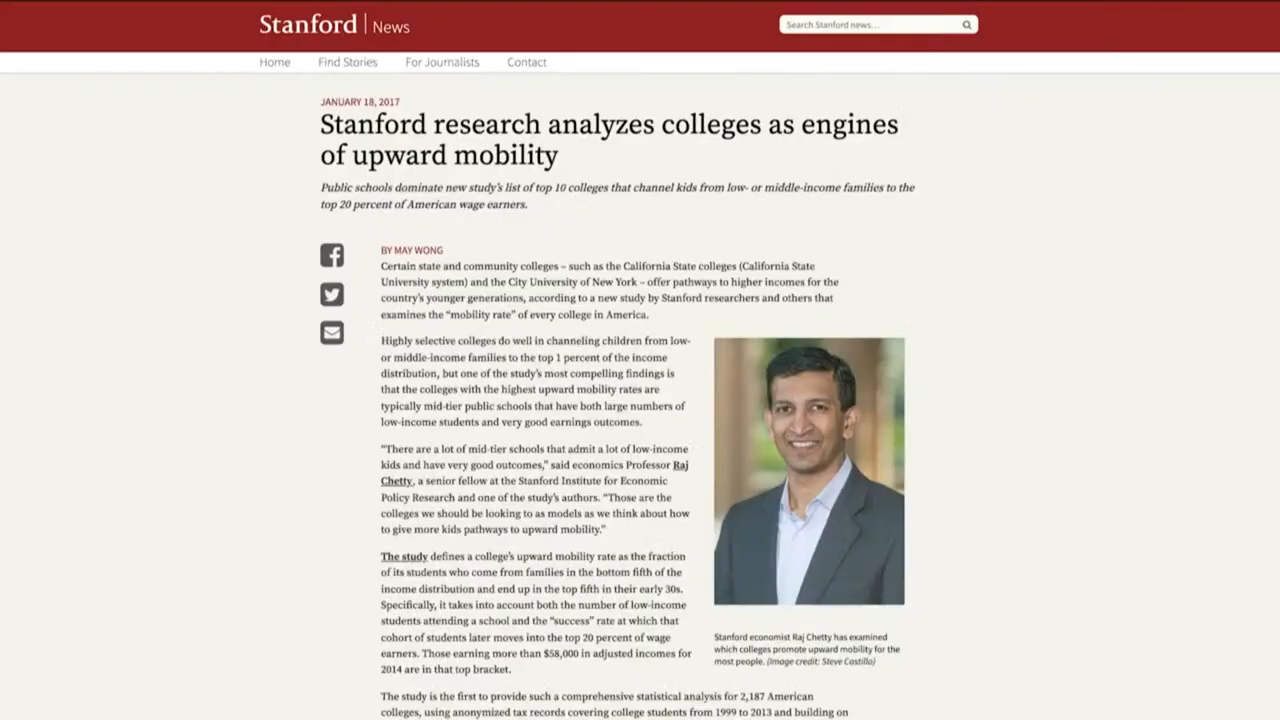 Stanford | News
Search Stanford news...
Home Find Stories For Journalists Contact
JANUARY 18, 2017
Stanford research analyzes colleges as engines
of upward mobility
Public schools dominate new study's list of top 10 colleges that channel kids from low- or middle-income families to the
top 20 percent of American wage earners.
BY MAY WONG
Certain state and community colleges – such as the California State colleges (California State
University system) and the City University of New York – offer pathways to higher incomes for the
country's younger generations, according to a new study by Stanford researchers and others that
examines the "mobility rate" of every college in America.
Highly selective colleges do well in channeling children from low-
or middle-income families to the top 1 percent of the income
distribution, but one of the study's most compelling findings is
that the colleges with the highest upward mobility rates are
typically mid-tier public schools that have both large numbers of
low-income students and very good earnings outcomes.
"There are a lot of mid-tier schools that admit a lot of low-income
kids and have very good outcomes," said economics Professor Raj
Chetty, a senior fellow at the Stanford Institute for Economic
Policy Research and one of the study's authors. "Those are the
colleges we should be looking to as models as we think about how
to give more kids pathways to upward mobility."
The study defines a college's upward mobility rate as the fraction
of its students who come from families in the bottom fifth of the
income distribution and end up in the top fifth in their early 30s.
Specifically, it takes into account both the number of low-income
students attending a school and the "success" rate at which that
cohort of students later moves into the top 20 percent of wage
earners. Those earning more than $58,000 in adjusted incomes for
2014 are in that top bracket.
Stanford economist Raj Chetty has examined
which colleges promote upward mobility for the
most people. (Image credit: Steve Castillo)
The study is the first to provide such a comprehensive statistical analysis for 2,187 American
colleges, using anonymized tax records covering college students from 1999 to 2013 and building on